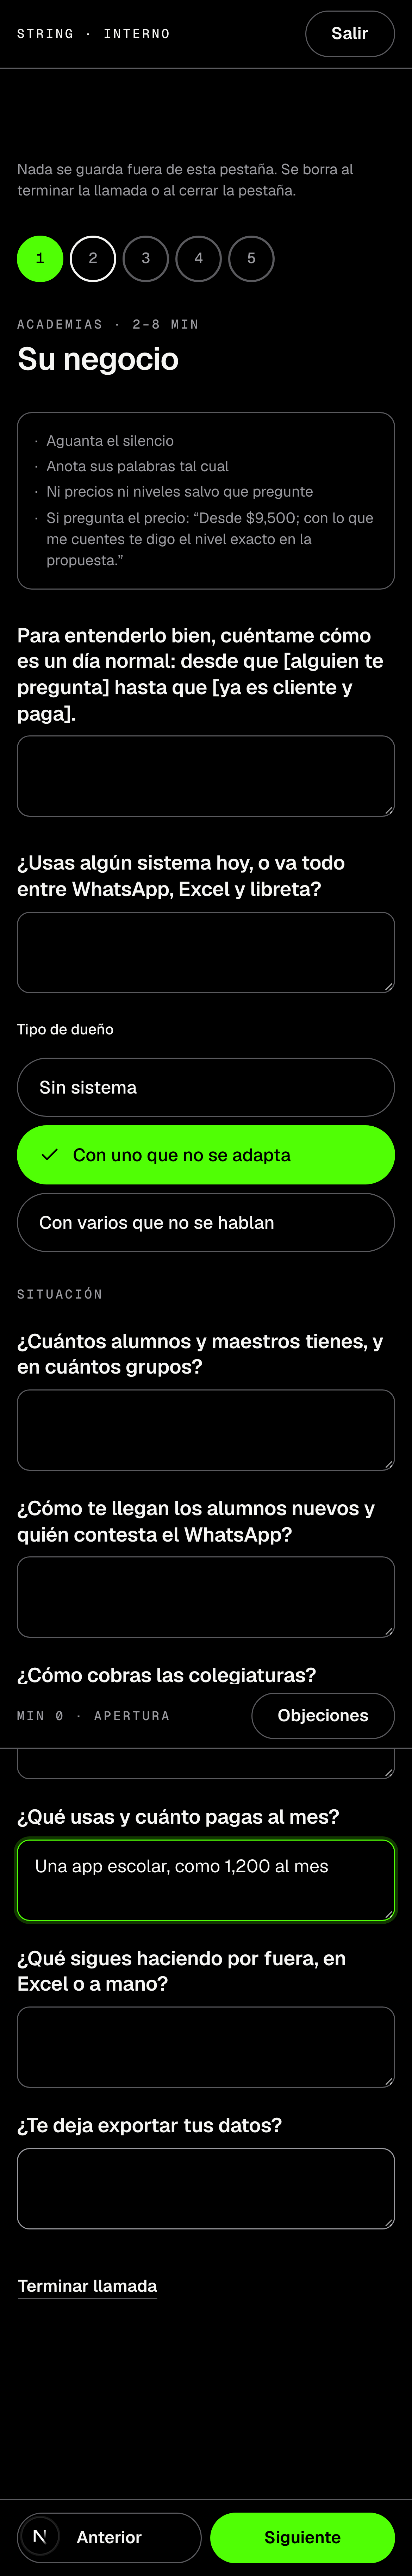 STRING · INTERNO
Salir
Nada se guarda fuera de esta pestaña. Se borra al
terminar la llamada o al cerrar la pestaña.
1 2 3 4 5
ACADEMIAS · 2–8 MIN
Su negocio
· Aguanta el silencio
· Anota sus palabras tal cual
· Ni precios ni niveles salvo que pregunte
· Si pregunta el precio: “Desde $9,500; con lo que
me cuentes te digo el nivel exacto en la
propuesta.”
Para entenderlo bien, cuéntame cómo
es un día normal: desde que [alguien te
pregunta] hasta que [ya es cliente y
paga].
¿Usas algún sistema hoy, o va todo
entre WhatsApp, Excel y libreta?
Tipo de dueño
Sin sistema
Con uno que no se adapta
Con varios que no se hablan
SITUACIÓN
¿Cuántos alumnos y maestros tienes, y
en cuántos grupos?
¿Cómo te llegan los alumnos nuevos y
quién contesta el WhatsApp?
¿Cómo cobras las colegiaturas?
MIN 0 · APERTURA
Objeciones
¿Qué usas y cuánto pagas al mes?
Una app escolar, como 1,200 al mes
¿Qué sigues haciendo por fuera, en
Excel o a mano?
¿Te deja exportar tus datos?
Terminar llamada
N
Anterior
Siguiente